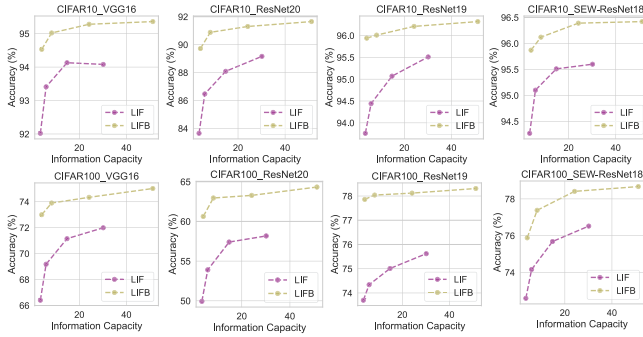 CIFAR10_VGG16
95
94
93
92
Accuracy (%)
LIF
LIFB
0
20
40
Information Capacity
CIFAR10_ResNet20
92
90
88
86
84
Accuracy (%)
LIF
LIFB
0
20
40
Information Capacity
CIFAR10_ResNet19
96.0
95.5
95.0
94.5
94.0
Accuracy (%)
LIF
LIFB
0
20
40
Information Capacity
CIFAR10_SEW-ResNet18
96.5
96.0
95.5
95.0
94.5
Accuracy (%)
LIF
LIFB
0
20
40
Information Capacity
CIFAR100_VGG16
74
72
70
68
66
Accuracy (%)
LIF
LIFB
0
20
40
Information Capacity
CIFAR100_ResNet20
65
60
55
50
Accuracy (%)
LIF
LIFB
0
20
40
Information Capacity
CIFAR100_ResNet19
78
77
76
75
74
Accuracy (%)
LIF
LIFB
0
20
40
Information Capacity
CIFAR100_SEW-ResNet18
78
76
74
Accuracy (%)
LIF
LIFB
0
20
40
Information Capacity